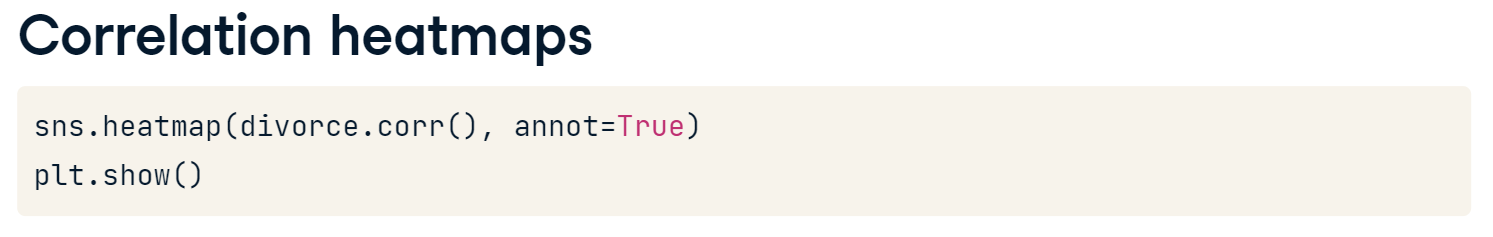 Correlation heatmaps
sns.heatmap(divorce.corr(), annot=True)
plt.show()